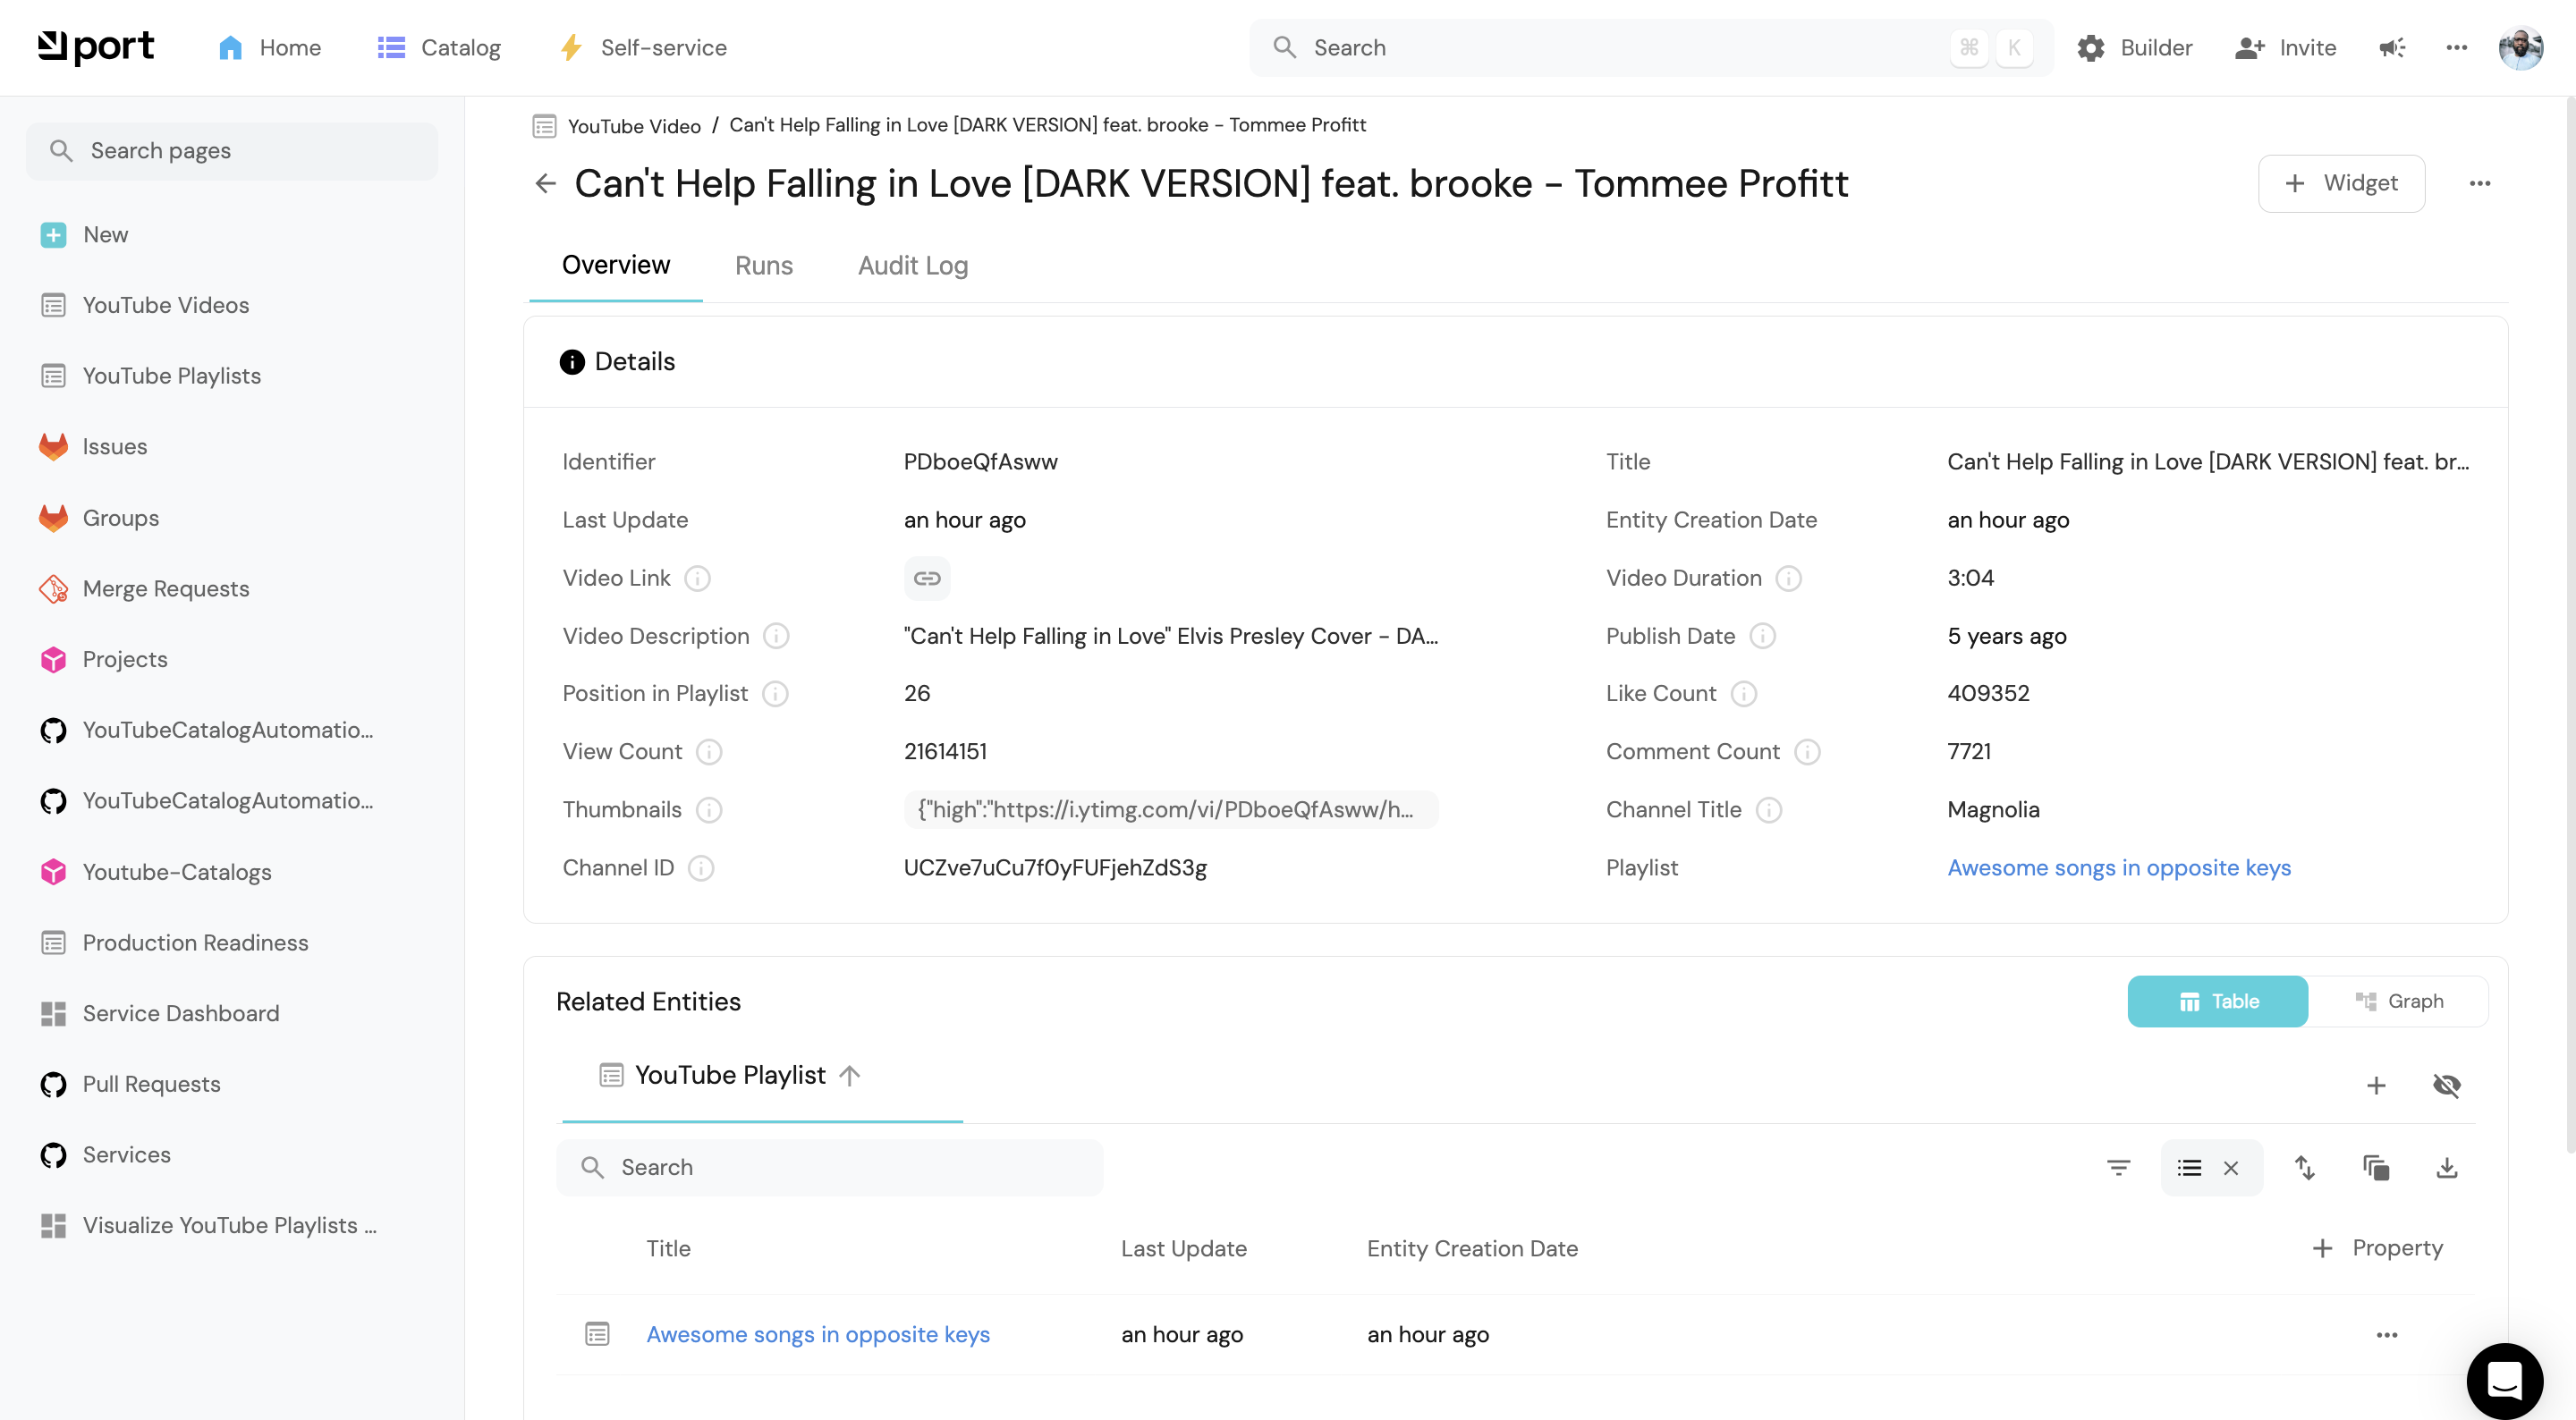 port
Home
Catalog
Self-service
Search
⌘ K
Builder
Invite
Search pages
New
YouTube Videos
YouTube Playlists
Issues
Groups
Merge Requests
Projects
YouTubeCatalogAutomatio...
YouTubeCatalogAutomatio...
Youtube-Catalogs
Production Readiness
Service Dashboard
Pull Requests
Services
Visualize YouTube Playlists ...
YouTube Video / Can't Help Falling in Love [DARK VERSION] feat. brooke - Tommee Profitt
Can't Help Falling in Love [DARK VERSION] feat. brooke - Tommee Profitt
Widget
Overview
Runs
Audit Log
Details
Identifier PDboeQfAsww
Title Can't Help Falling in Love [DARK VERSION] feat. br...
Last Update an hour ago
Entity Creation Date an hour ago
Video Link
Video Duration 3:04
Video Description "Can't Help Falling in Love" Elvis Presley Cover - DA...
Publish Date 5 years ago
Position in Playlist 26
Like Count 409352
View Count 21614151
Comment Count 7721
Thumbnails {"high":"https://i.ytimg.com/vi/PDboeQfAsww/h...
Channel Title Magnolia
Channel ID UCZve7uCu7f0yFUFjehZdS3g
Playlist Awesome songs in opposite keys
Related Entities
Table
Graph
YouTube Playlist
Search
Title Last Update Entity Creation Date
Property
Awesome songs in opposite keys an hour ago an hour ago